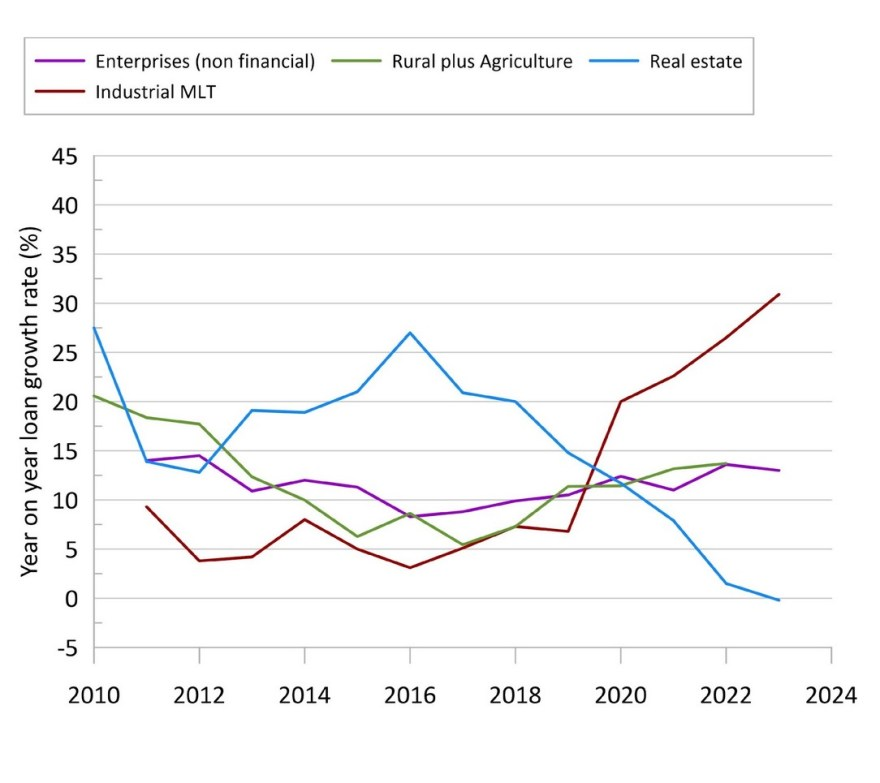 Enterprises (non financial) Rural plus Agriculture Real estate
Industrial MLT
Year on year loan growth rate (%)
45
40
35
30
25
20
15
10
5
0
-5
2010 2012 2014 2016 2018 2020 2022 2024